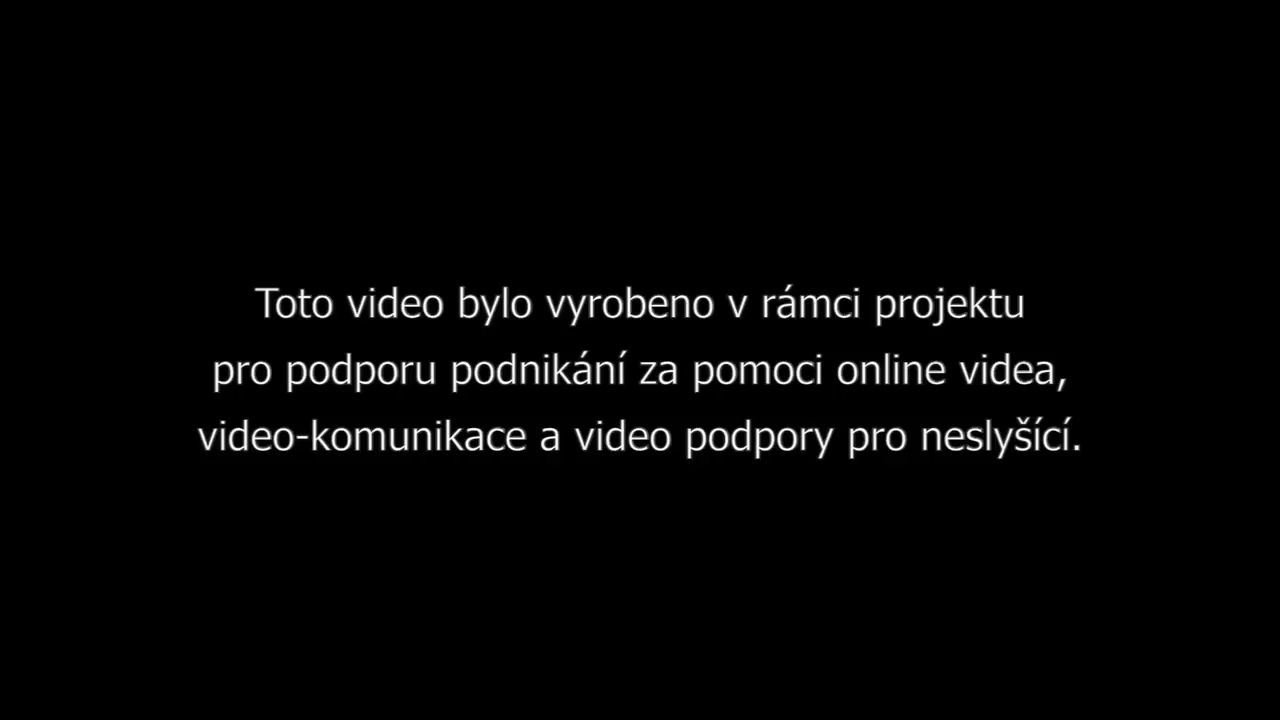 Toto video bylo vyrobeno v rámci projektu
pro podporu podnikání za pomoci online videa,
video-komunikace a video podpory pro neslyšící.